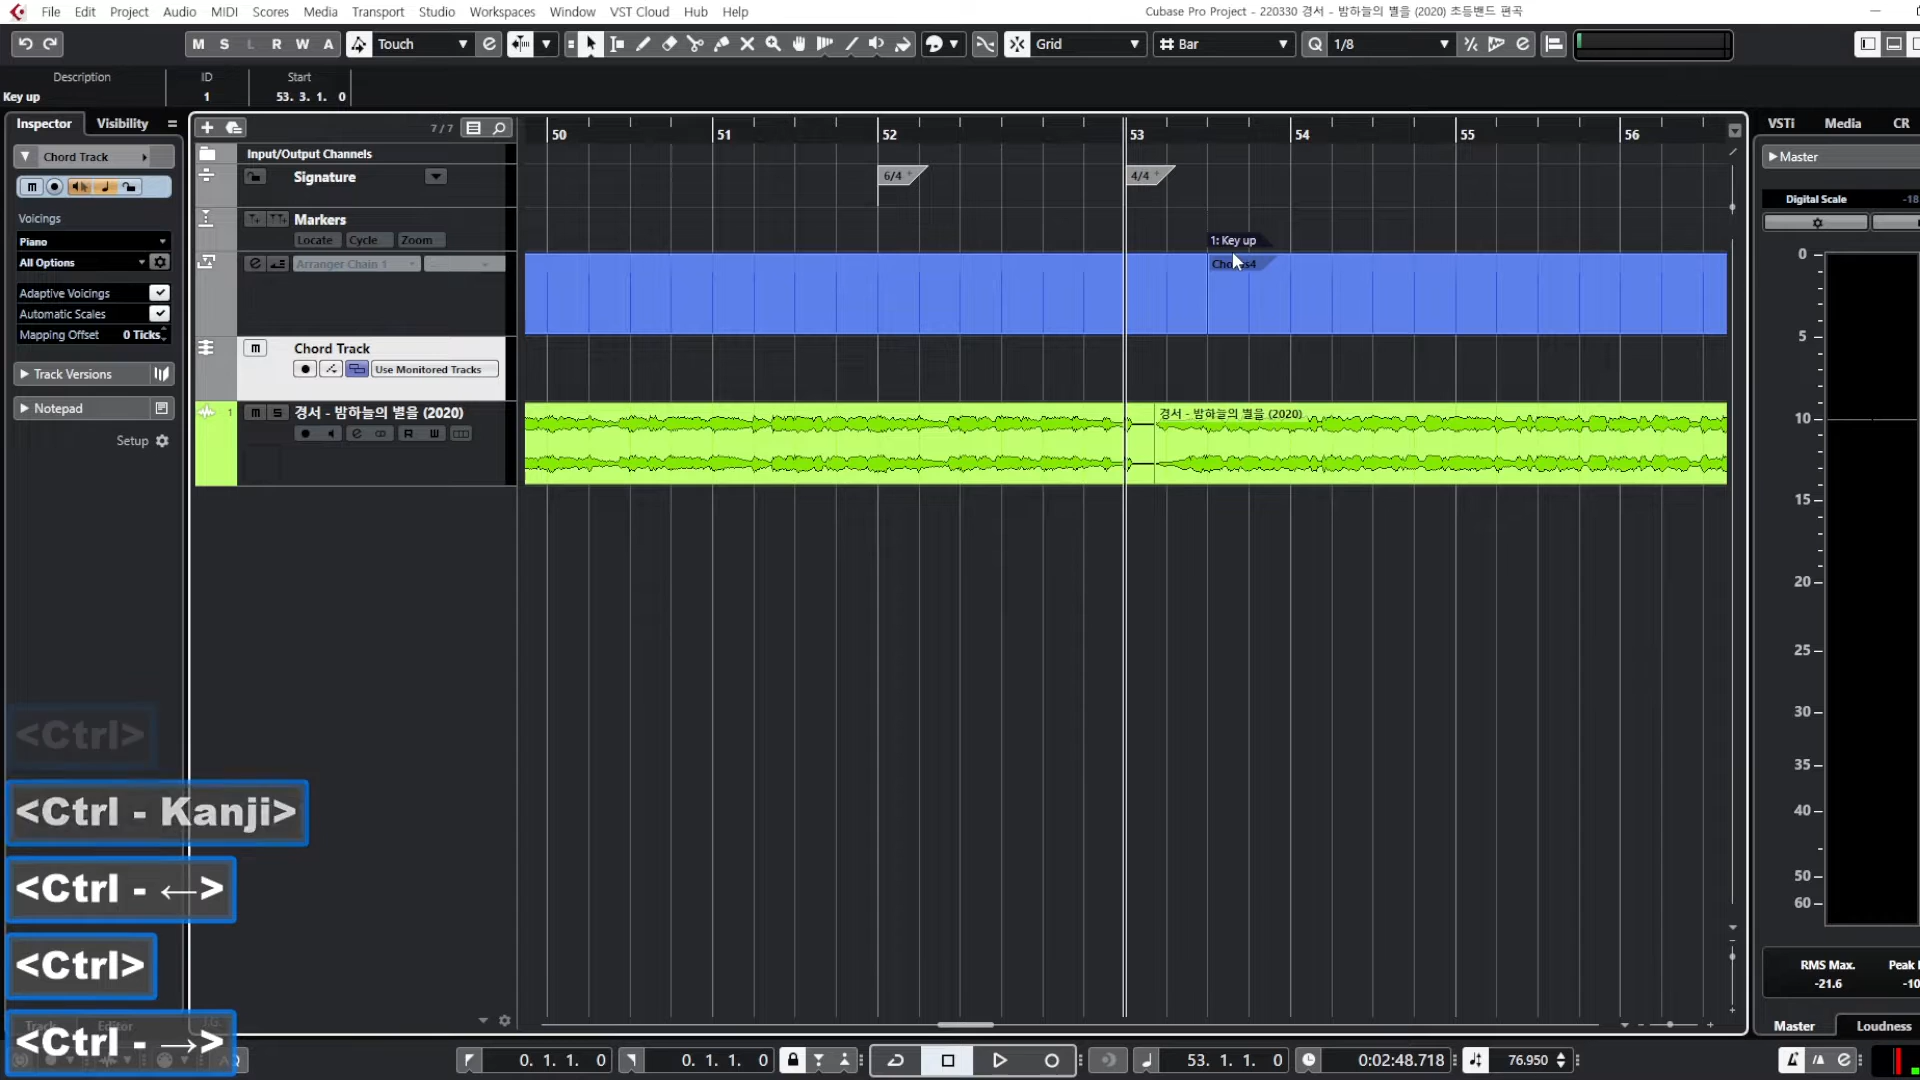 File Edit Project Audio MIDI Scores Media Transport Studio Workspaces Window VST Cloud Hub Help
Cubase Pro Project - 220330 경서 - 밤하늘의 별을 (2020) 초등밴드 편곡
M S L R W A Touch Grid Bar Q 1/8
Description ID Start
Key up 1 53. 3. 1. 0
Inspector Visibility
Chord Track
Voicings
Piano
All Options
Adaptive Voicings
Automatic Scales
Mapping Offset 0 Ticks
Track Versions
Notepad
Setup
7 / 7
Input/Output Channels
Signature
Markers
Locate Cycle Zoom
Arranger Chain 1
m Chord Track
Use Monitored Tracks
1 m S 경서 - 밤하늘의 별을 (2020)
R W
50 51 52 53 54 55 56
6/4 4/4
1: Key up
경서 - 밤하늘의 별을 (2020)
VSTi Media CR
Master
Digital Scale -18
0
5
10
15
20
25
30
35
40
50
60
RMS Max. Peak
-21.6 -10
Master Loudness
<Ctrl>
<Ctrl - Kanji>
<Ctrl - ←>
<Ctrl>
<Ctrl - →>
Editor
0. 1. 1. 0 0. 1. 1. 0 53. 1. 1. 0 0:02:48.718 76.950